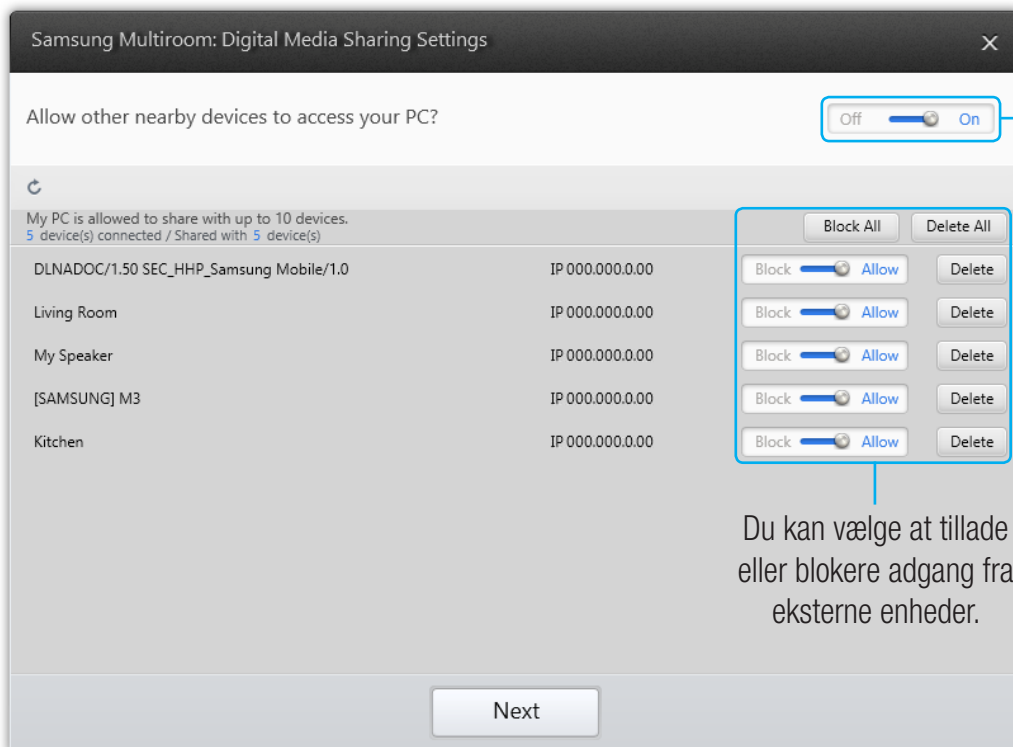 Samsung Multiroom: Digital Media Sharing Settings
Allow other nearby devices to access your PC?
Off On
My PC is allowed to share with up to 10 devices.
5 device(s) connected / Shared with 5 device(s)
Block All Delete All
DLNADOC/1.50 SEC_HHP_Samsung Mobile/1.0 IP 000.000.0.00 Block Allow Delete
Living Room IP 000.000.0.00 Block Allow Delete
My Speaker IP 000.000.0.00 Block Allow Delete
[SAMSUNG] M3 IP 000.000.0.00 Block Allow Delete
Kitchen IP 000.000.0.00 Block Allow Delete
Du kan vælge at tillade
eller blokere adgang fra
eksterne enheder.
Next